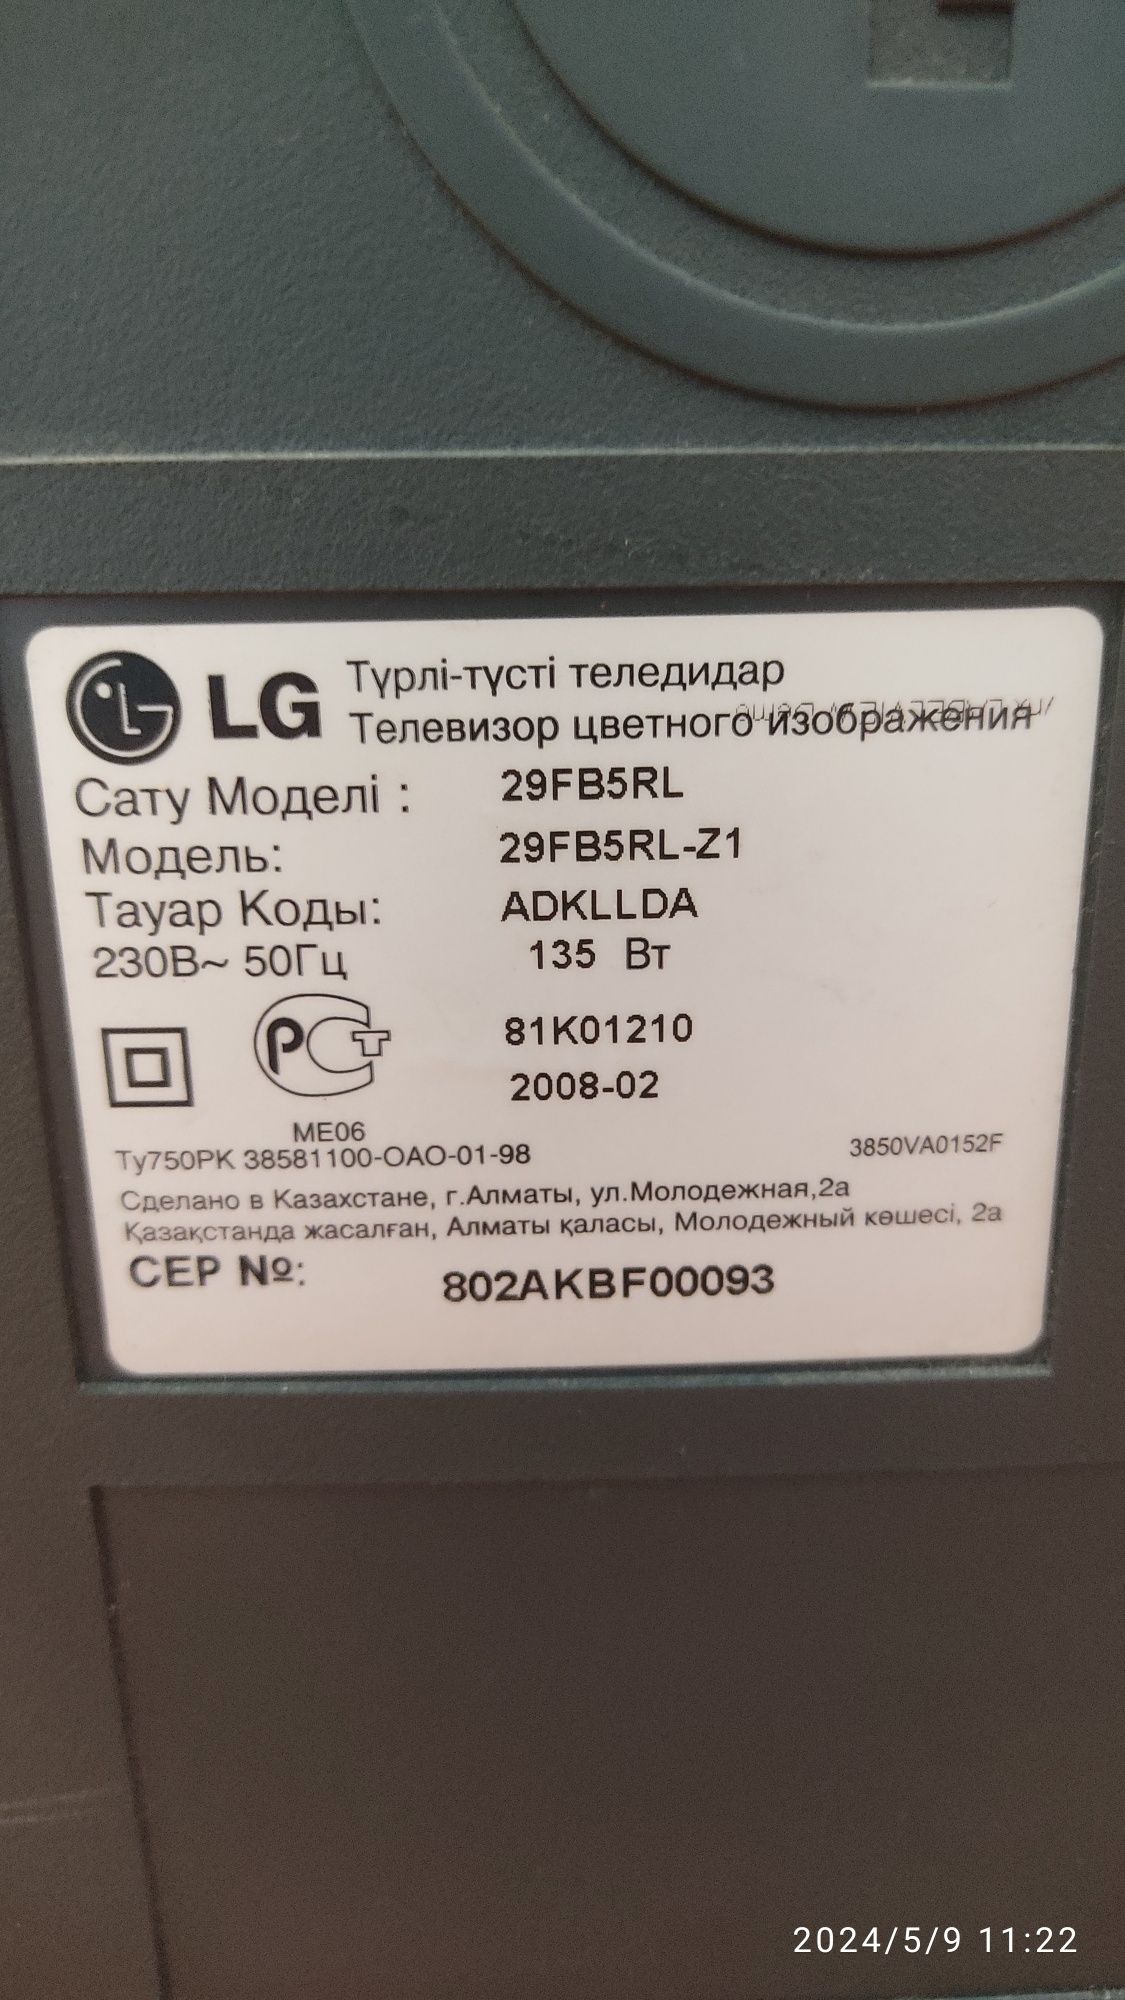 LG Түрлі-түсті теледидар
Телевизор цветного изображения
Сату Моделі : 29FB5RL
Модель: 29FB5RL-Z1
Тауар Коды: ADKLLDA
230В~ 50Гц 135 Вт
РСТ 81K01210
2008-02
ME06
Ту750РК 38581100-ОАО-01-98 3850VA0152F
Сделано в Казахстане, г.Алматы, ул.Молодежная,2а
Қазақстанда жасалған, Алматы қаласы, Молодежный көшесі, 2а
СЕР №: 802AKBF00093
2024/5/9 11:22